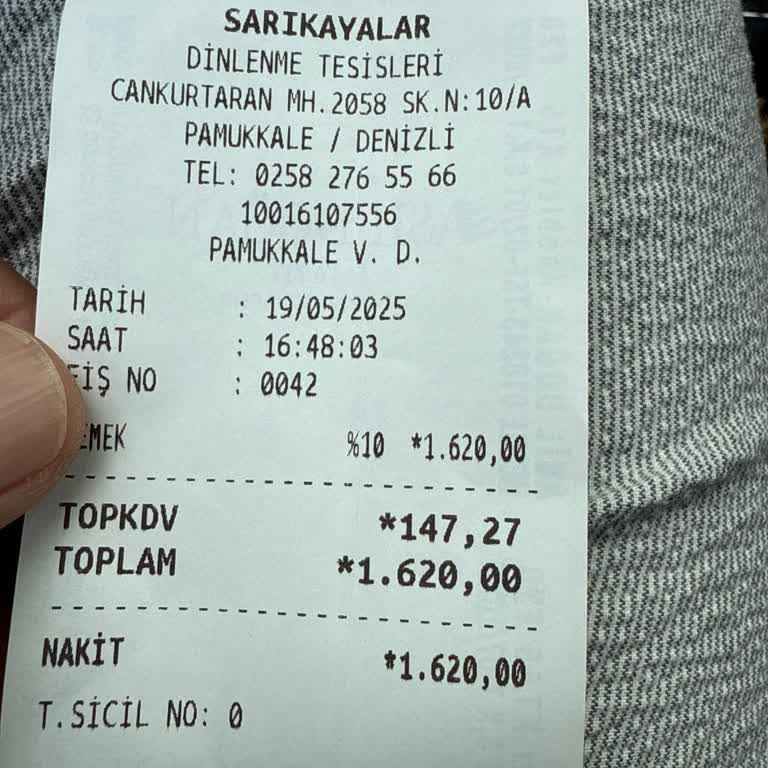 SARIKAYALAR
DİNLENME TESİSLERİ
CANKURTARAN MH.2058 SK.N:10/A
PAMUKKALE / DENİZLİ
TEL: 0258 276 55 66
10016107556
PAMUKKALE V. D.
TARİH : 19/05/2025
SAAT : 16:48:03
FİŞ NO : 0042
EMEK %10 *1.620,00
TOPKDV *147,27
TOPLAM *1.620,00
NAKİT *1.620,00
T.SİCİL NO: 0